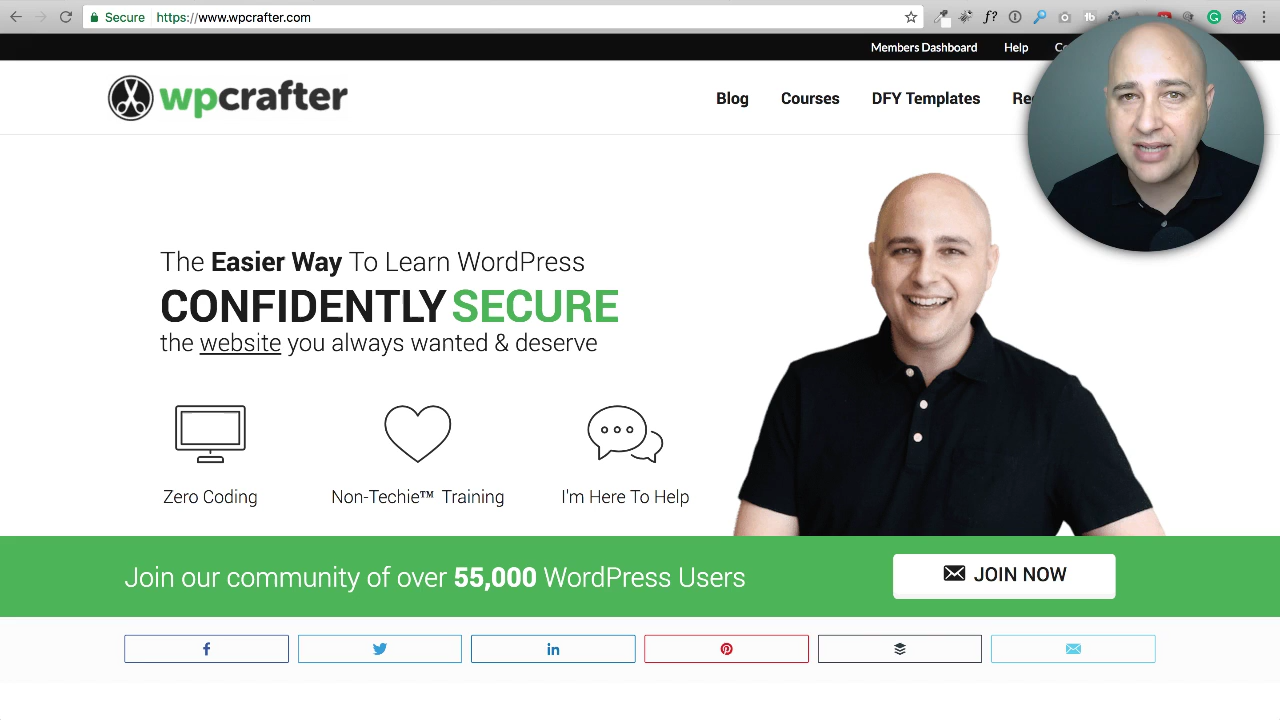 Secure https://www.wpcrafter.com
Members Dashboard Help
wpcrafter
Blog Courses DFY Templates
The Easier Way To Learn WordPress
CONFIDENTLY SECURE
the website you always wanted & deserve
Zero Coding Non-Techie™ Training I'm Here To Help
Join our community of over 55,000 WordPress Users
JOIN NOW